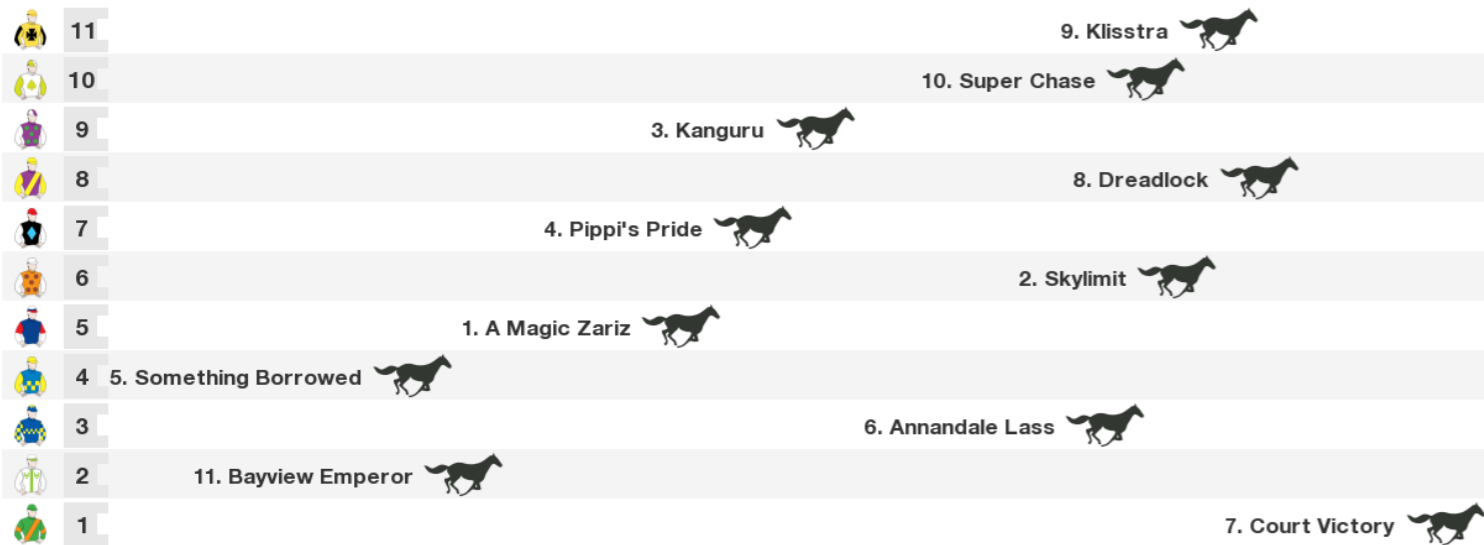 11 9. Klisstra
10 10. Super Chase
9 3. Kanguru
8 8. Dreadlock
7 4. Pippi's Pride
6 2. Skylimit
5 1. A Magic Zariz
4 5. Something Borrowed
3 6. Annandale Lass
2 11. Bayview Emperor
1 7. Court Victory